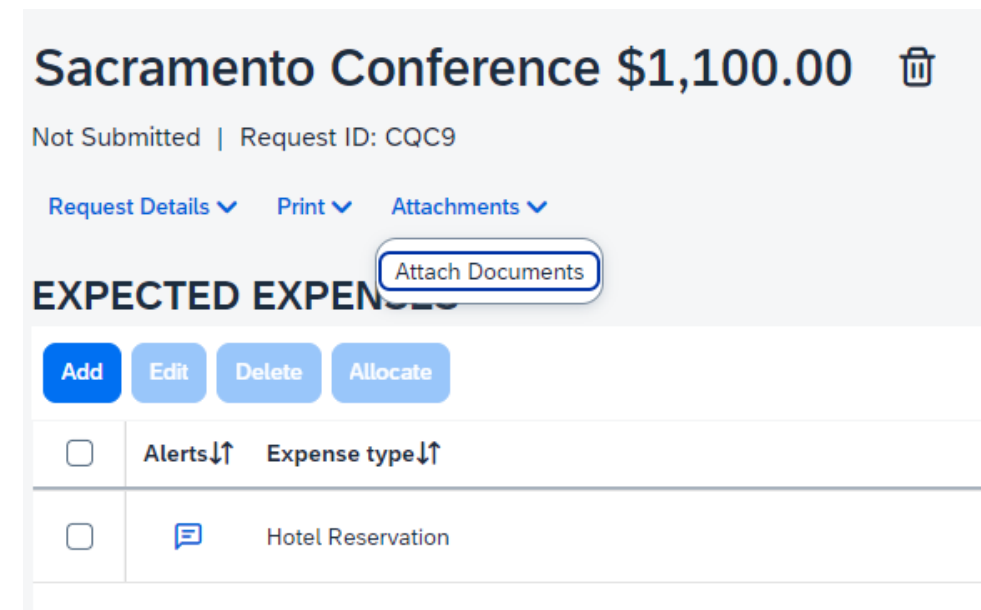 Sacramento Conference $1,100.00
Not Submitted | Request ID: CQC9
Request Details Print Attachments
Attach Documents
EXPECTED EXPENSES
Add Edit Delete Allocate
Alerts Expense type
Hotel Reservation